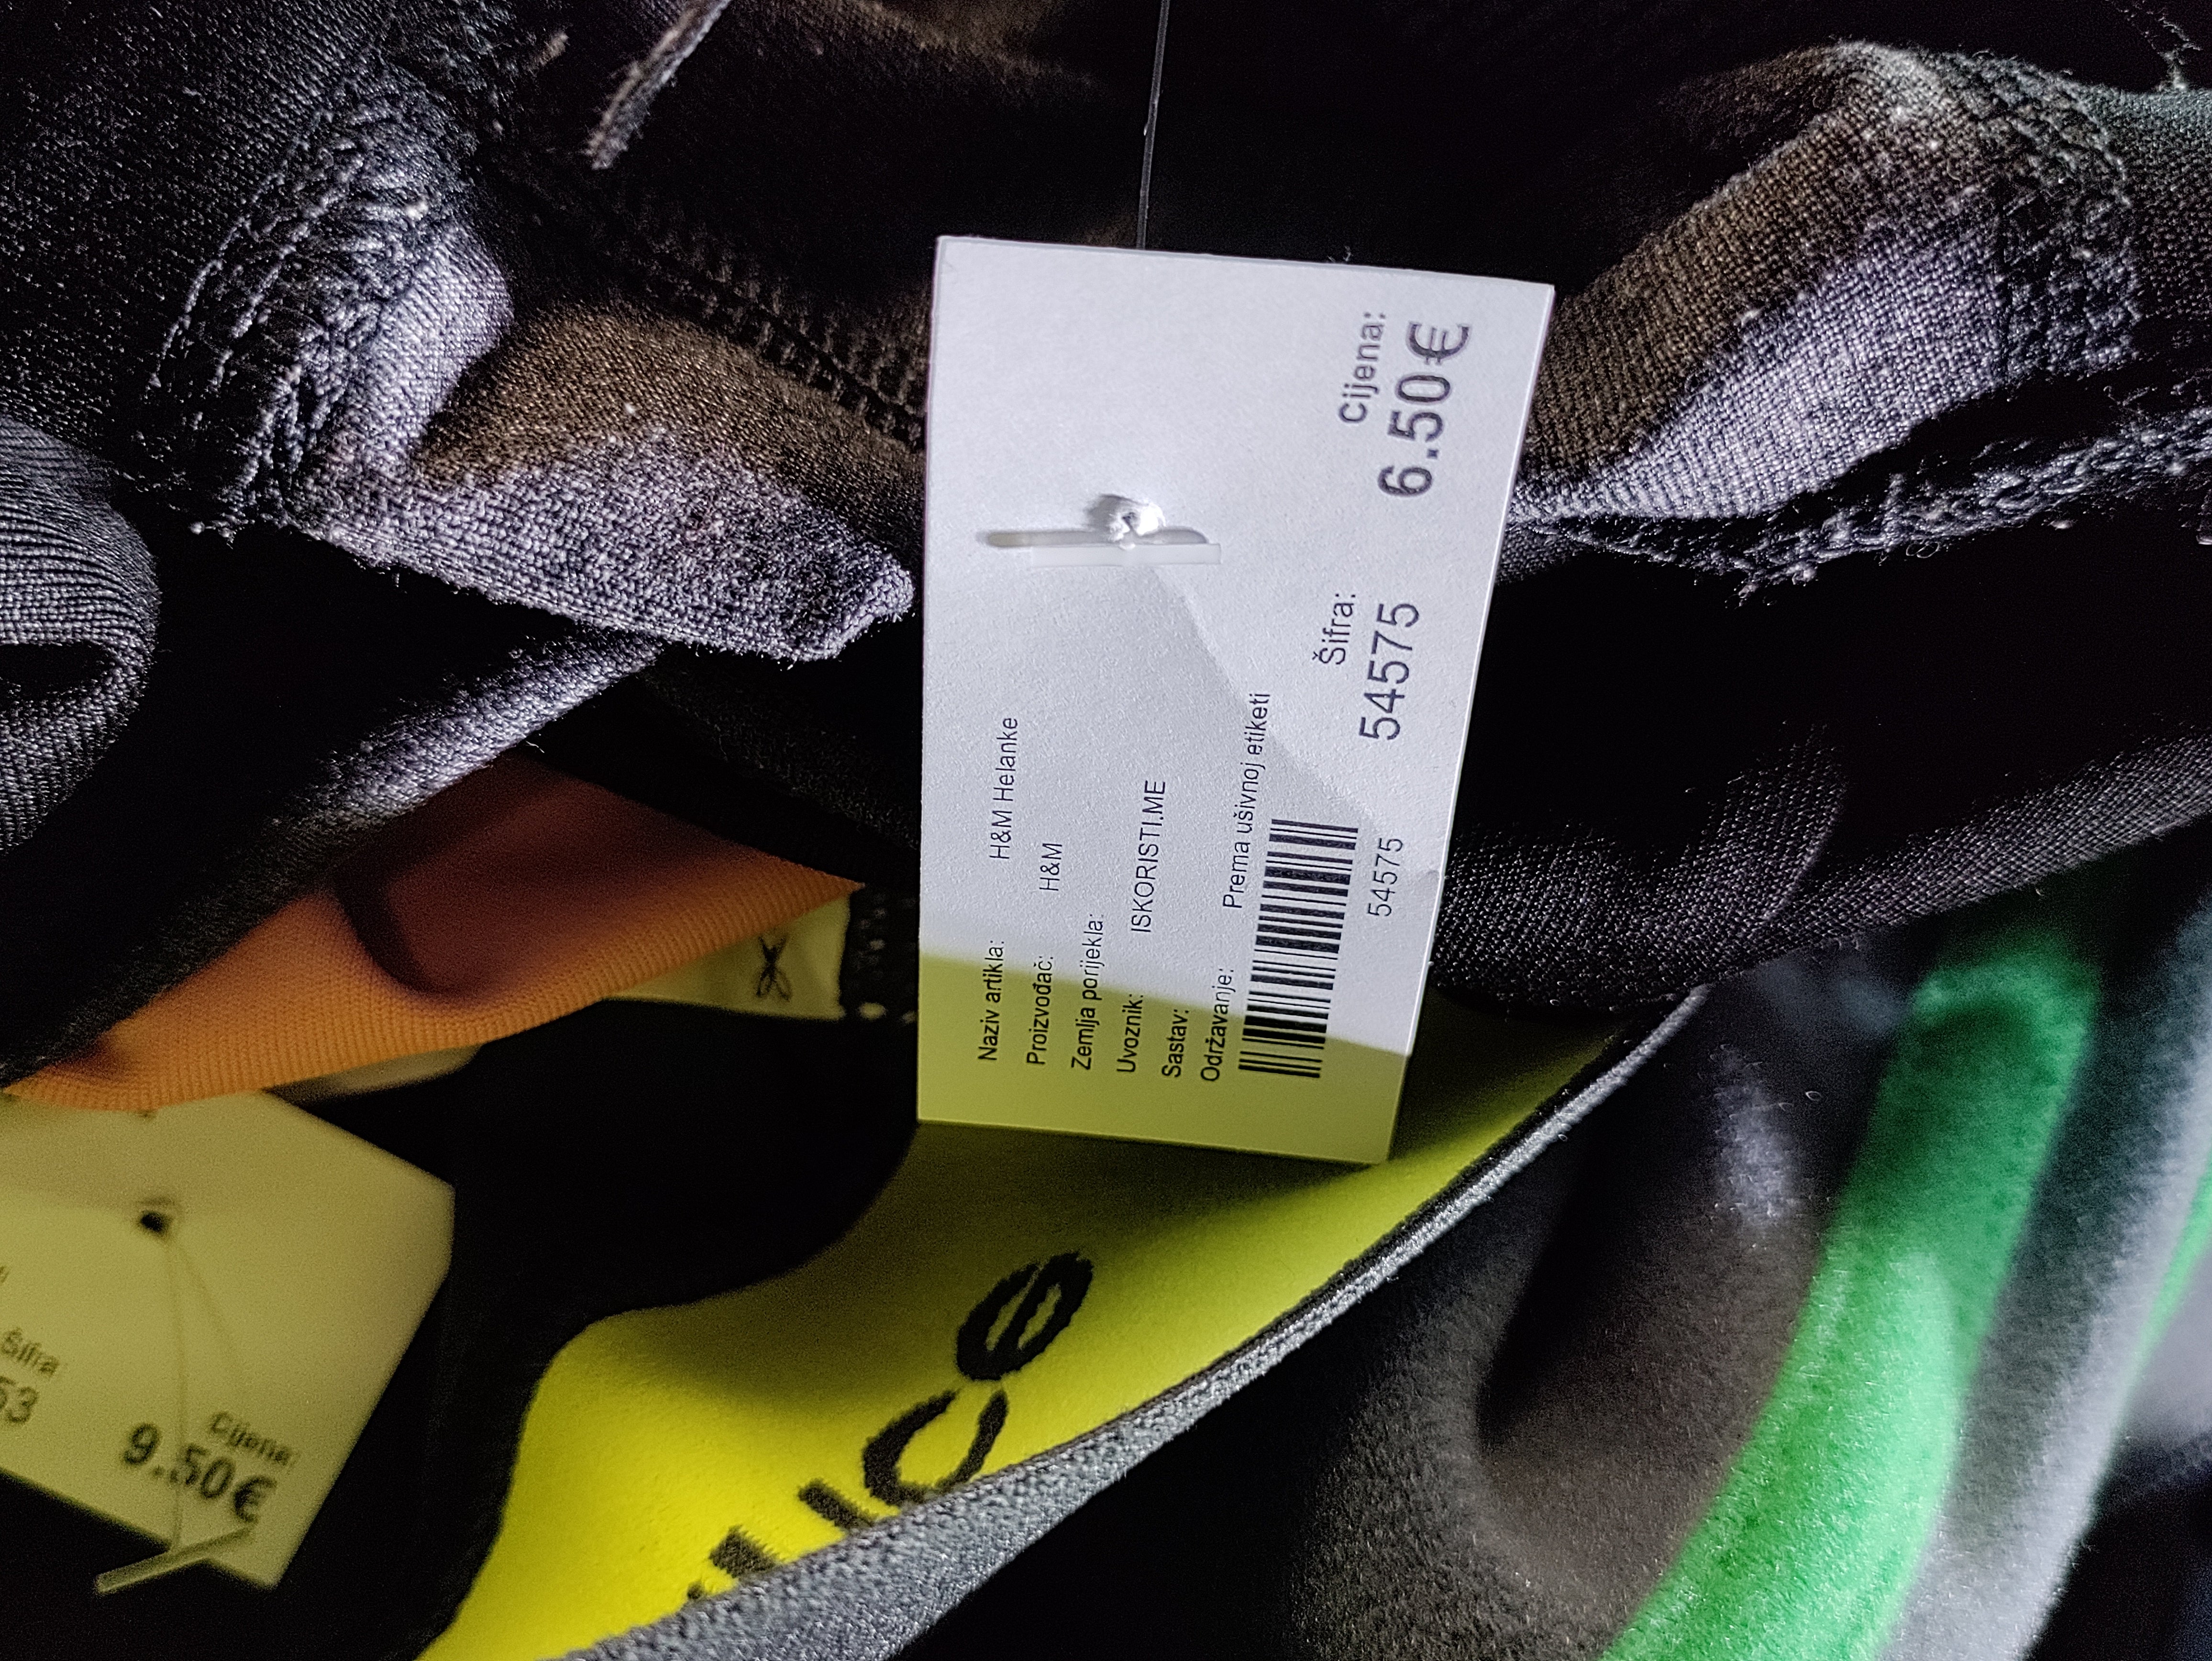 Naziv artikla: H&M Helanke
Proizvođač: H&M
Zemlja porijekla:
Uvoznik: ISKORISTI.ME
Sastav:
Održavanje: Prema ušivnoj etiketi
54575
Šifra:
54575
Cijena:
6.50€
Šifra:
53
Cijena:
9.50€